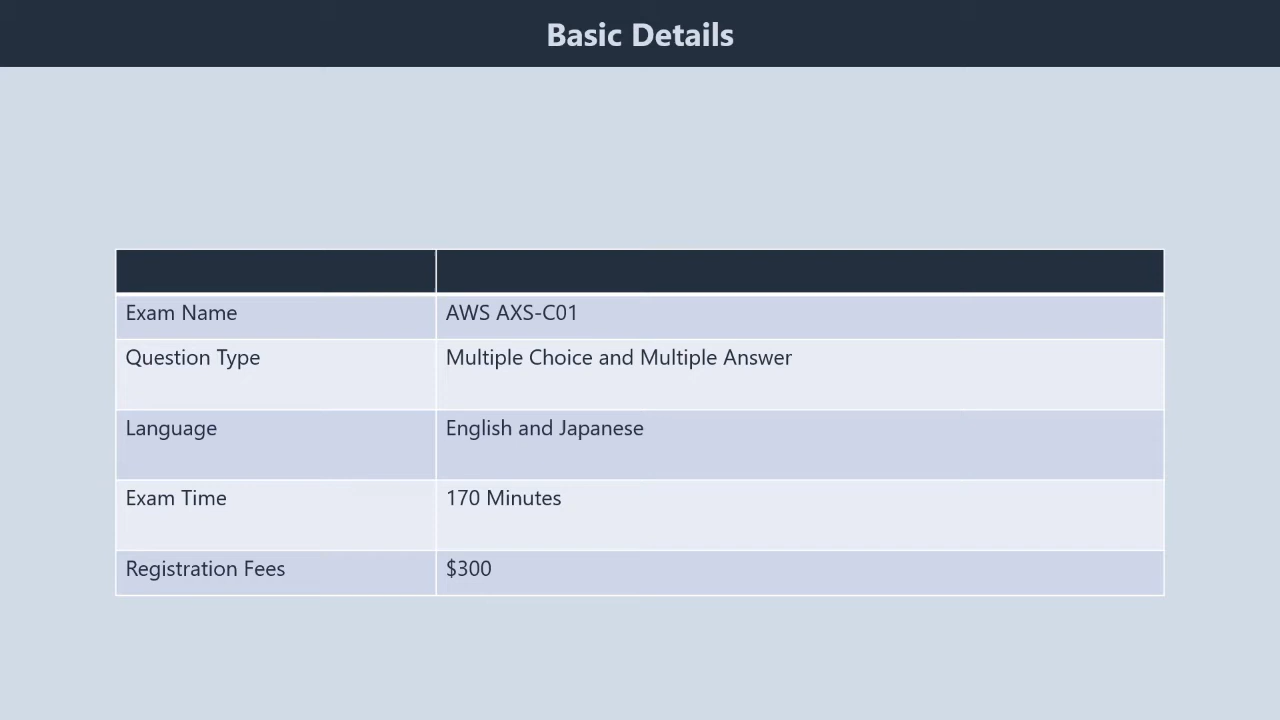 Basic Details
Exam Name AWS AXS-C01
Question Type Multiple Choice and Multiple Answer
Language English and Japanese
Exam Time 170 Minutes
Registration Fees $300